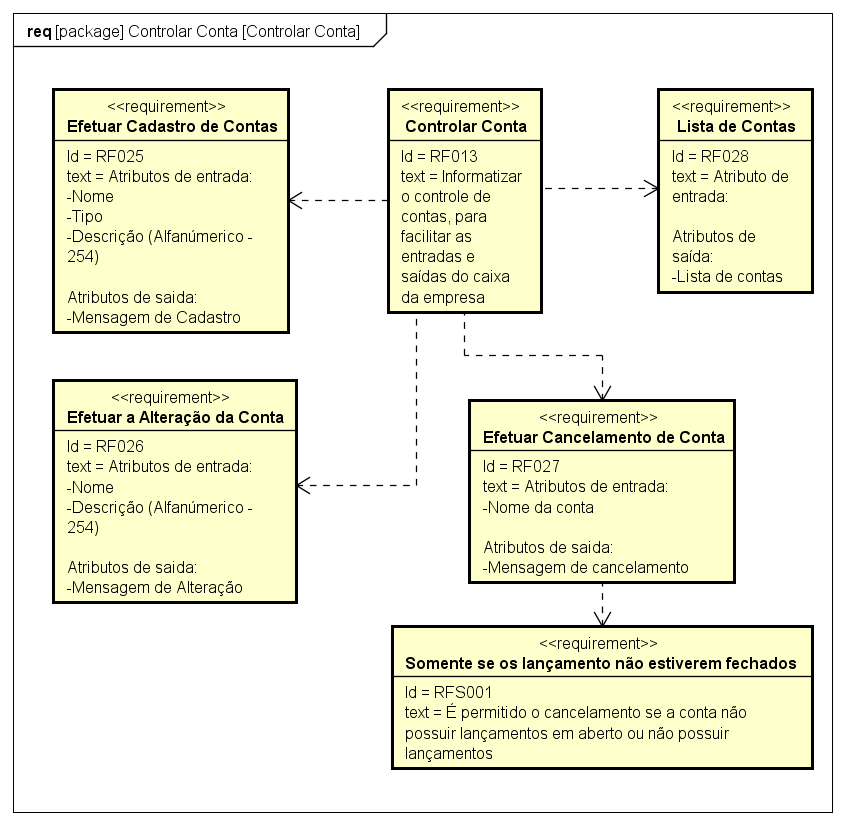 req [package] Controlar Conta [Controlar Conta]
<<requirement>>
Efetuar Cadastro de Contas
Id = RF025
text = Atributos de entrada:
-Nome
-Tipo
-Descrição (Alfanúmerico -
254)
Atributos de saida:
-Mensagem de Cadastro
<<requirement>>
Controlar Conta
Id = RF013
text = Informatizar
o controle de
contas, para
facilitar as
entradas e
saídas do caixa
da empresa
<<requirement>>
Lista de Contas
Id = RF028
text = Atributo de
entrada:
Atributos de
saída:
-Lista de contas
<<requirement>>
Efetuar a Alteração da Conta
Id = RF026
text = Atributos de entrada:
-Nome
-Descrição (Alfanúmerico -
254)
Atributos de saida:
-Mensagem de Alteração
<<requirement>>
Efetuar Cancelamento de Conta
Id = RF027
text = Atributos de entrada:
-Nome da conta
Atributos de saida:
-Mensagem de cancelamento
<<requirement>>
Somente se os lançamento não estiverem fechados
Id = RFS001
text = É permitido o cancelamento se a conta não
possuir lançamentos em aberto ou não possuir
lançamentos